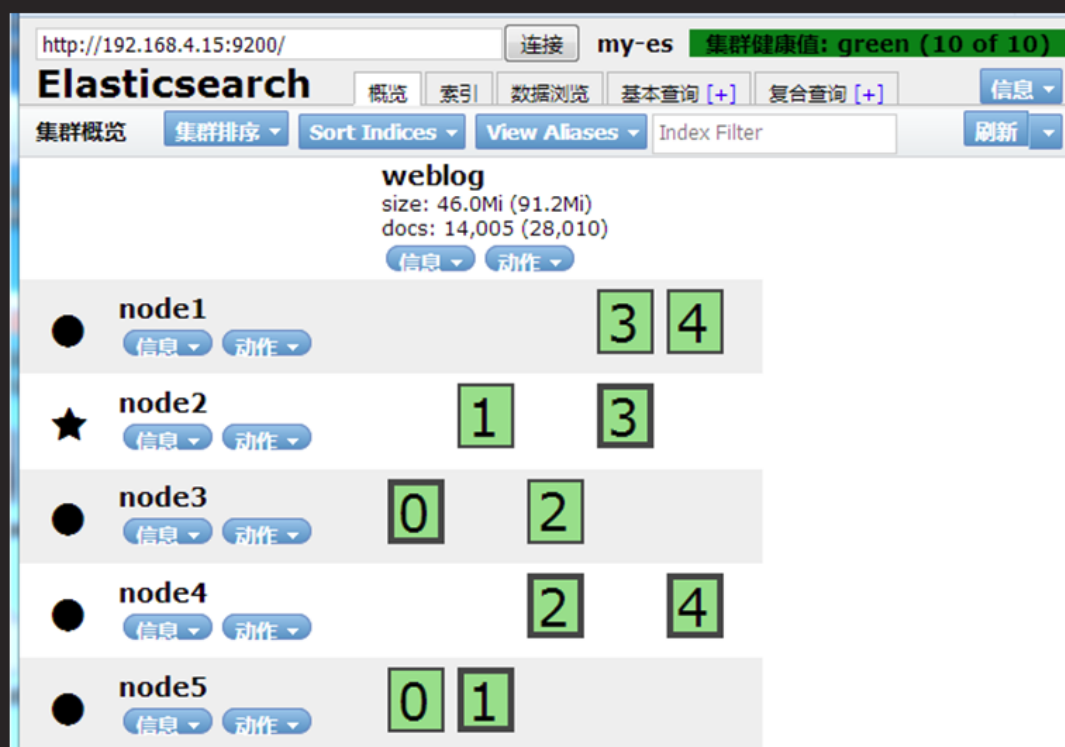 http://192.168.4.15:9200/ 连接 my-es 集群健康值: green (10 of 10)
Elasticsearch 概览 索引 数据浏览 基本查询 [+] 复合查询 [+] 信息
集群概览 集群排序 Sort Indices View Aliases Index Filter 刷新
weblog
size: 46.0Mi (91.2Mi)
docs: 14,005 (28,010)
信息 动作
node1 3 4
信息 动作
node2 1 3
信息 动作
node3 0 2
信息 动作
node4 2 4
信息 动作
node5 0 1
信息 动作